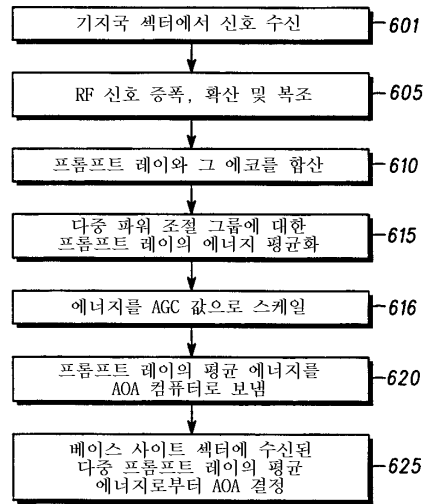 기지국 섹터에서 신호 수신
601
RF 신호 증폭, 확산 및 복조
605
프롬프트 레이와 그 에코를 합산
610
다중 파워 조절 그룹에 대한
프롬프트 레이의 에너지 평균화
615
에너지를 AGC 값으로 스케일
616
프롬프트 레이의 평균 에너지를
AOA 컴퓨터로 보냄
620
베이스 사이트 섹터에 수신된
다중 프롬프트 레이의 평균
에너지로부터 AOA 결정
625